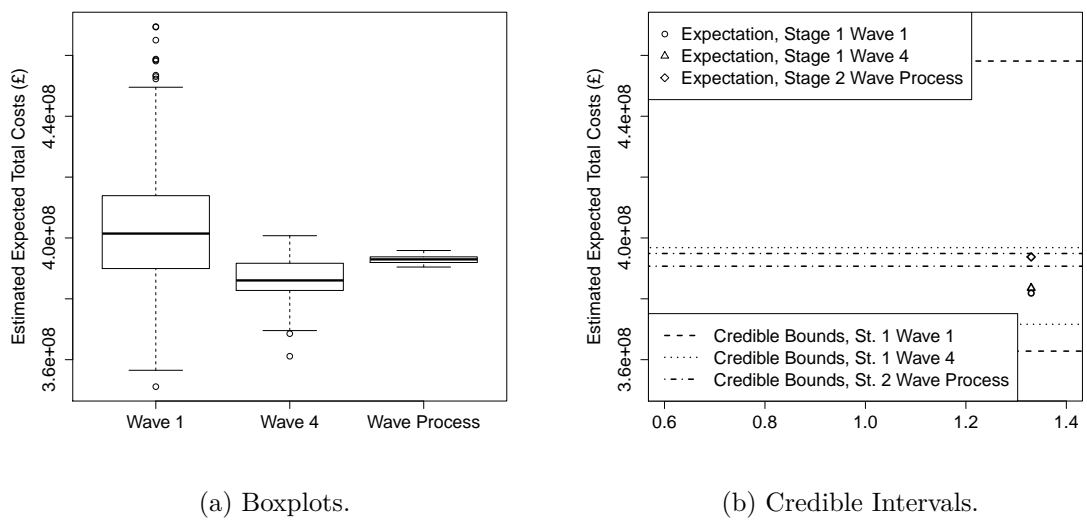 Estimated Expected Total Costs (£)
4.4e+08
4.0e+08
3.6e+08
Wave 1 Wave 4 Wave Process
(a) Boxplots.
Estimated Expected Total Costs (£)
4.4e+08
4.0e+08
3.6e+08
Expectation, Stage 1 Wave 1
Expectation, Stage 1 Wave 4
Expectation, Stage 2 Wave Process
Credible Bounds, St. 1 Wave 1
Credible Bounds, St. 1 Wave 4
Credible Bounds, St. 2 Wave Process
0.6 0.8 1.0 1.2 1.4
(b) Credible Intervals.